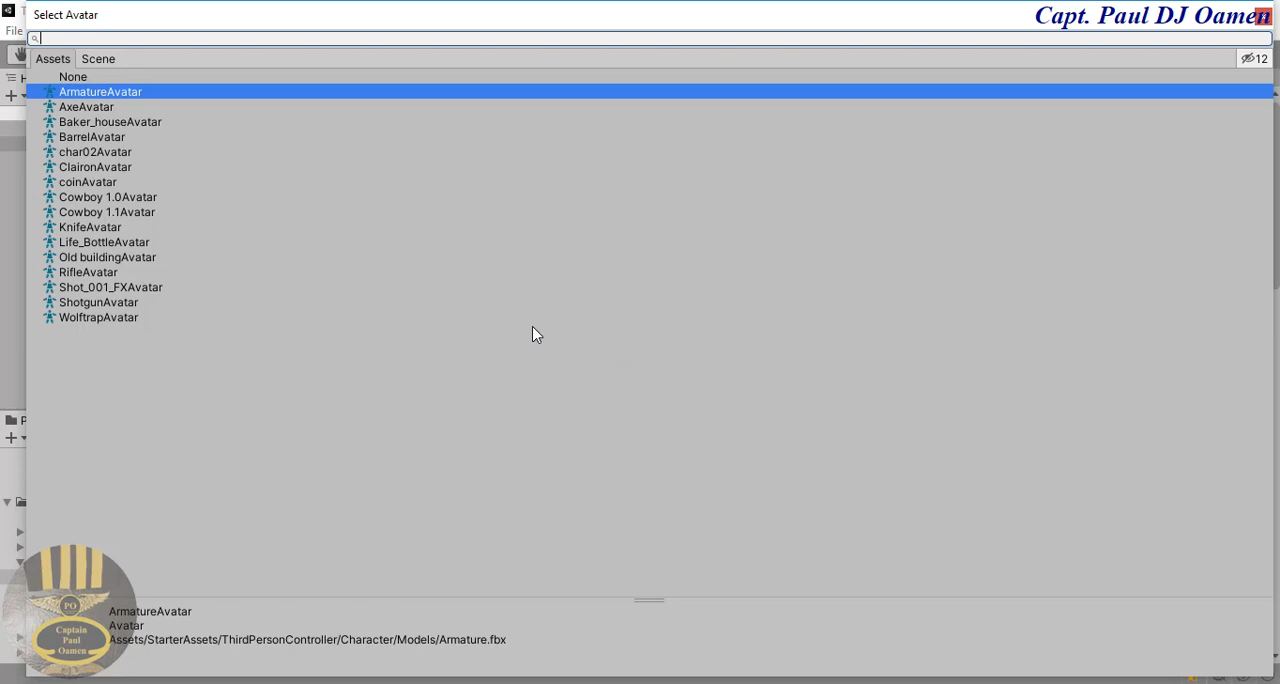 Select Avatar
Capt. Paul DJ Oamen
File
Assets Scene
12
None
ArmatureAvatar
AxeAvatar
Baker_houseAvatar
BarrelAvatar
char02Avatar
ClaironAvatar
coinAvatar
Cowboy 1.0Avatar
Cowboy 1.1Avatar
KnifeAvatar
Life_BottleAvatar
Old buildingAvatar
RifleAvatar
Shot_001_FXAvatar
ShotgunAvatar
WolftrapAvatar
PO
Captain
Paul
Oamen
ArmatureAvatar
Avatar
Assets/StarterAssets/ThirdPersonController/Character/Models/Armature.fbx